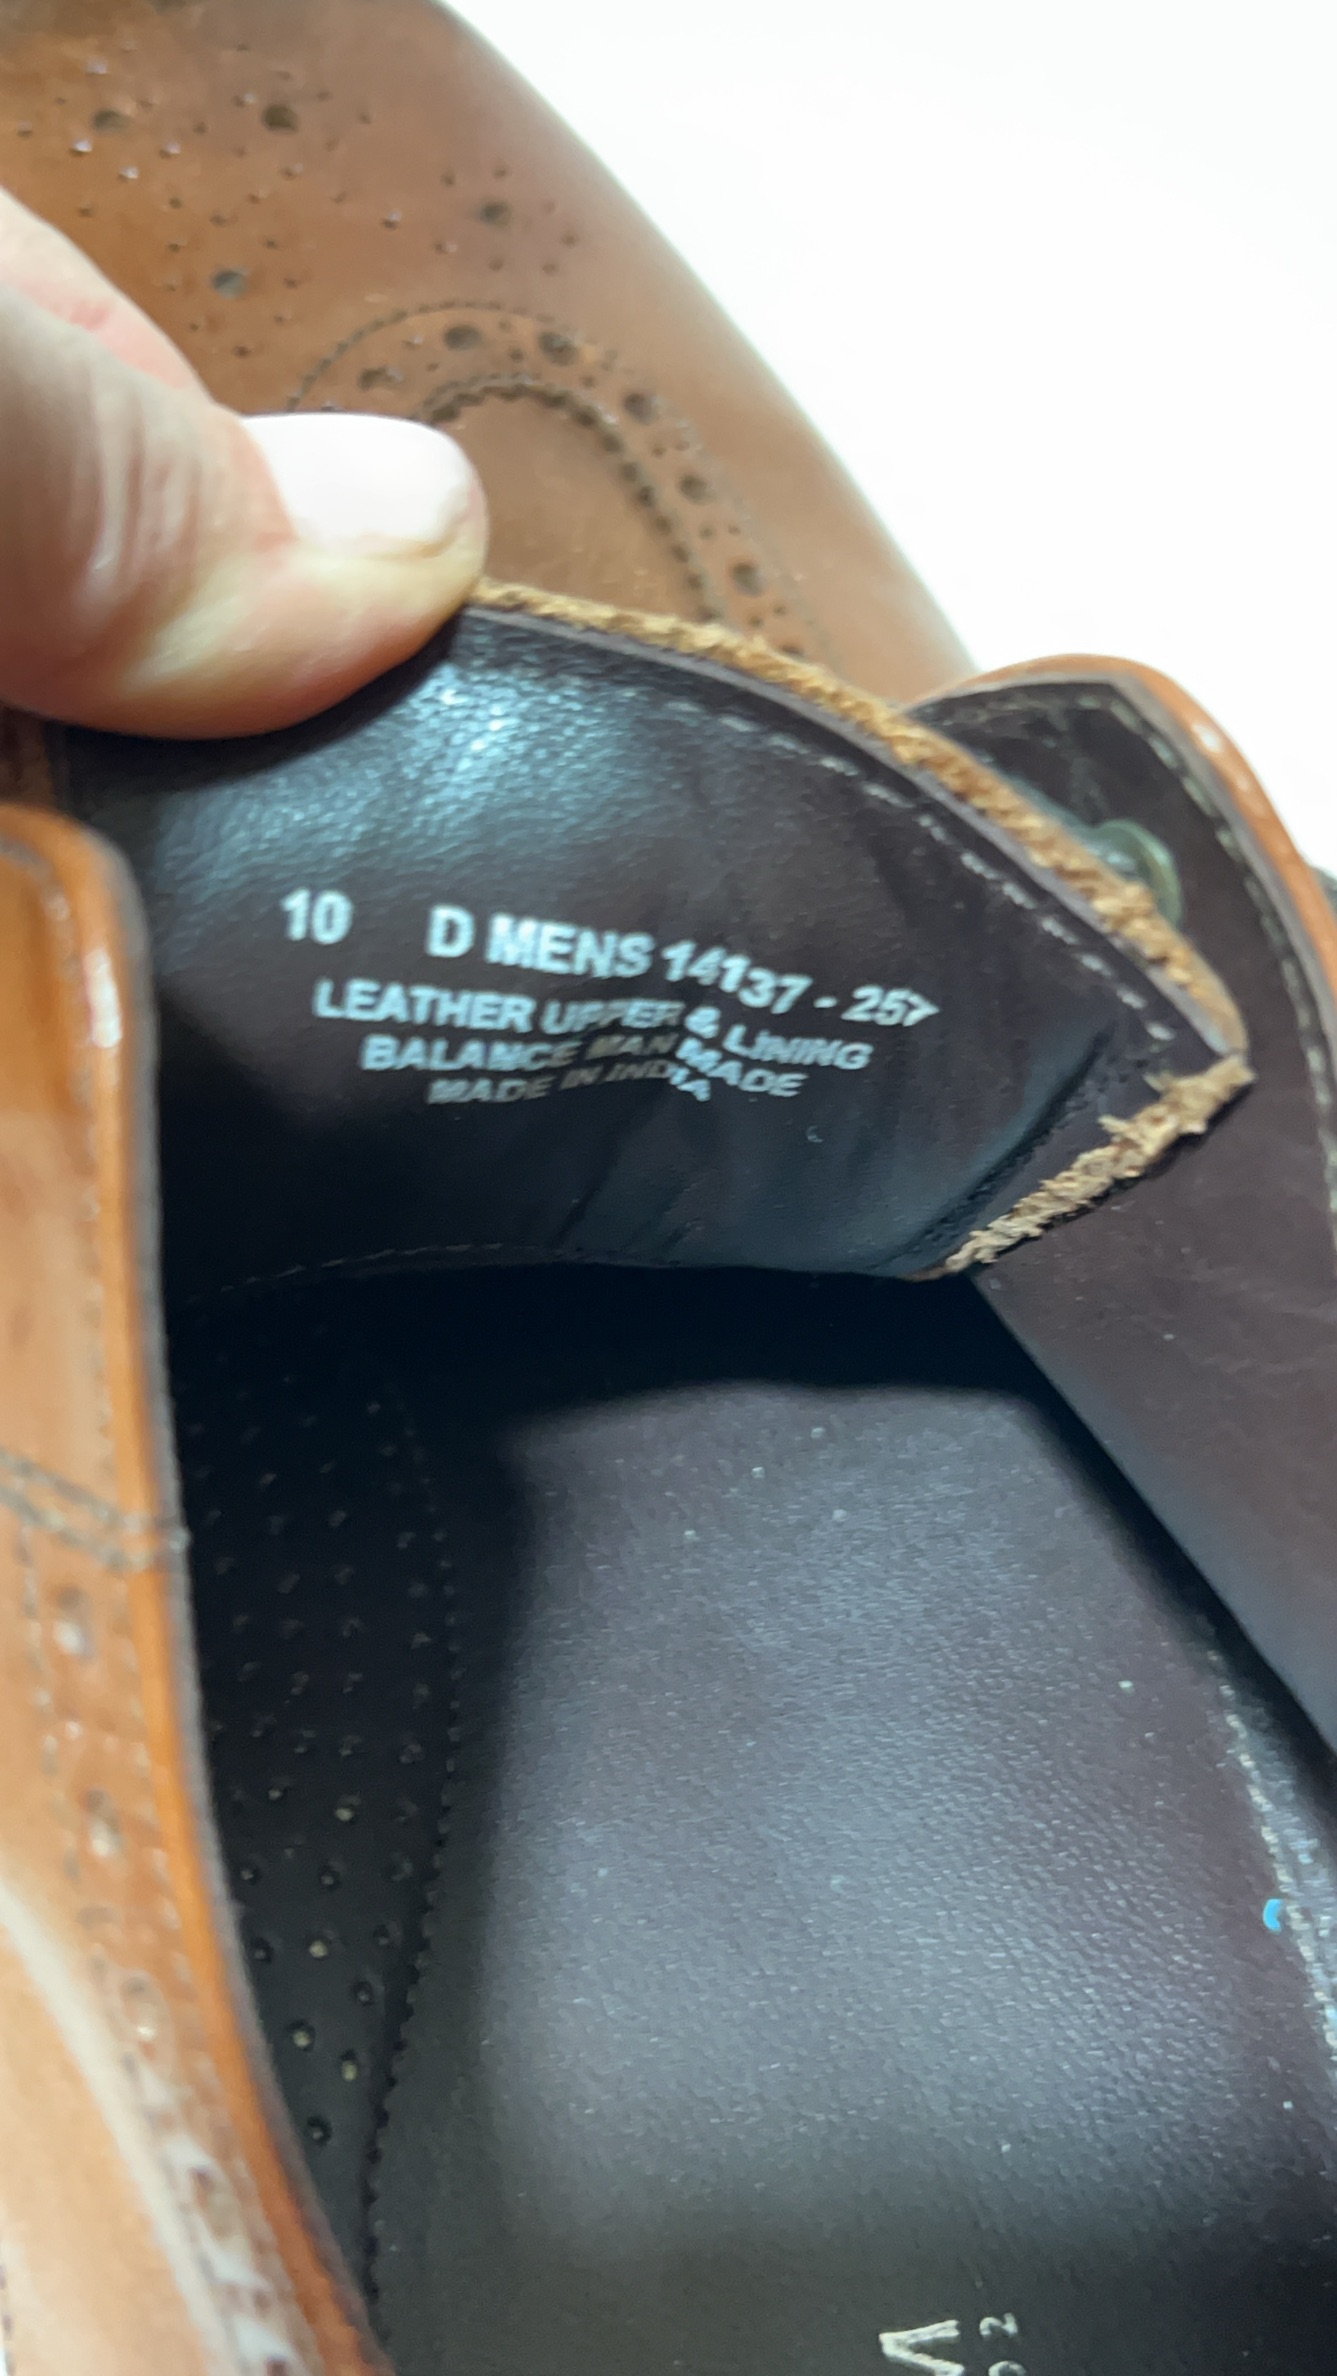 10 D MENS 14137 - 257
LEATHER UPPER & LINING
BALANCE MAN MADE
MADE IN INDIA